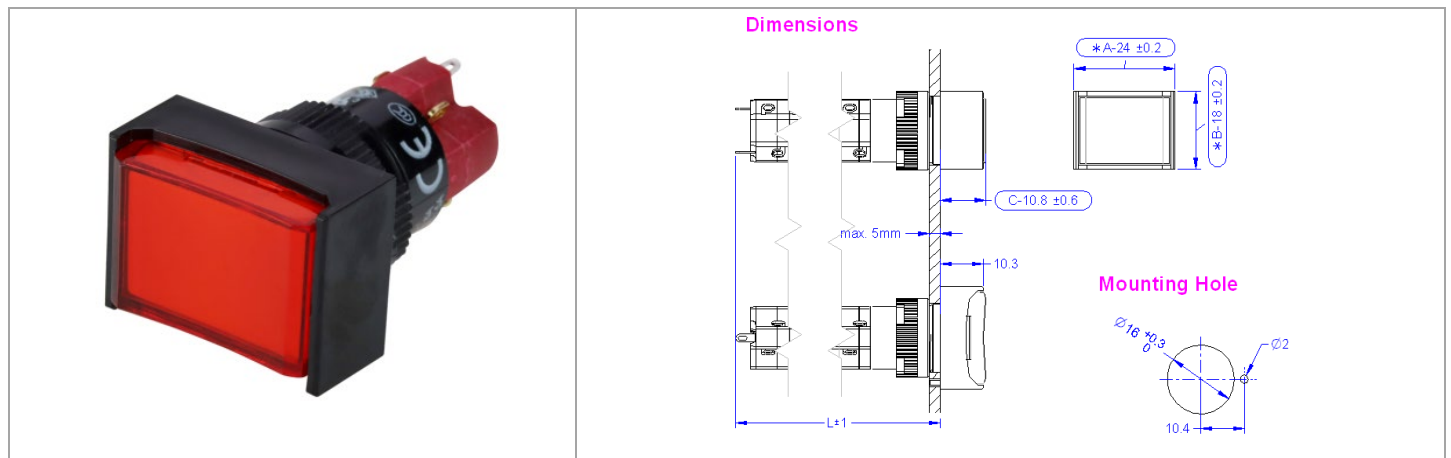 CE
Dimensions
∗A-24 ±0.2
∗B-18 ±0.2
C-10.8 ±0.6
max. 5mm
10.3
Mounting Hole
Ø16 +0.3
0
Ø2
10.4
L±1